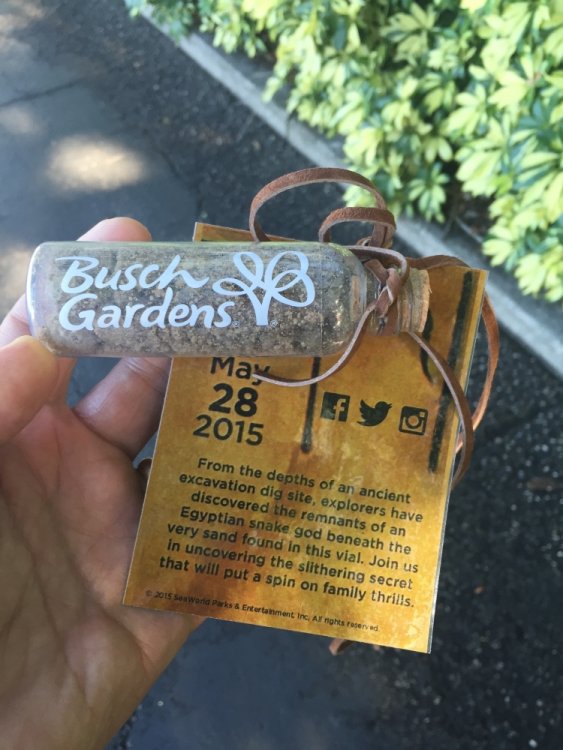 Busch
Gardens
May
28
2015
From the depths of an ancient
excavation dig site, explorers have
discovered the remnants of an
Egyptian snake god beneath the
very sand found in this vial. Join us
in uncovering the slithering secret
that will put a spin on family thrills.
© 2015 SeaWorld Parks & Entertainment, Inc. All rights reserved.